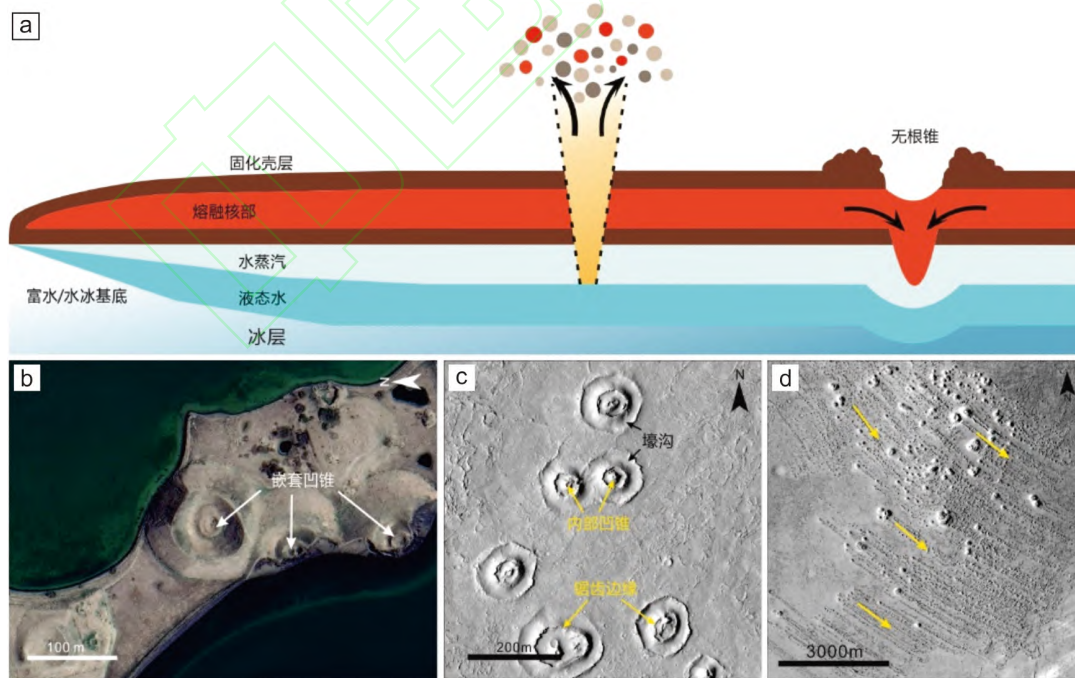 a
无根锥
固化壳层
熔融核部
水蒸汽
富水/水冰基底
液态水
冰层
b
N
嵌套凹锥
100 m
c
N
壕沟
内部凹锥
锯齿边缘
200m
d
3000m